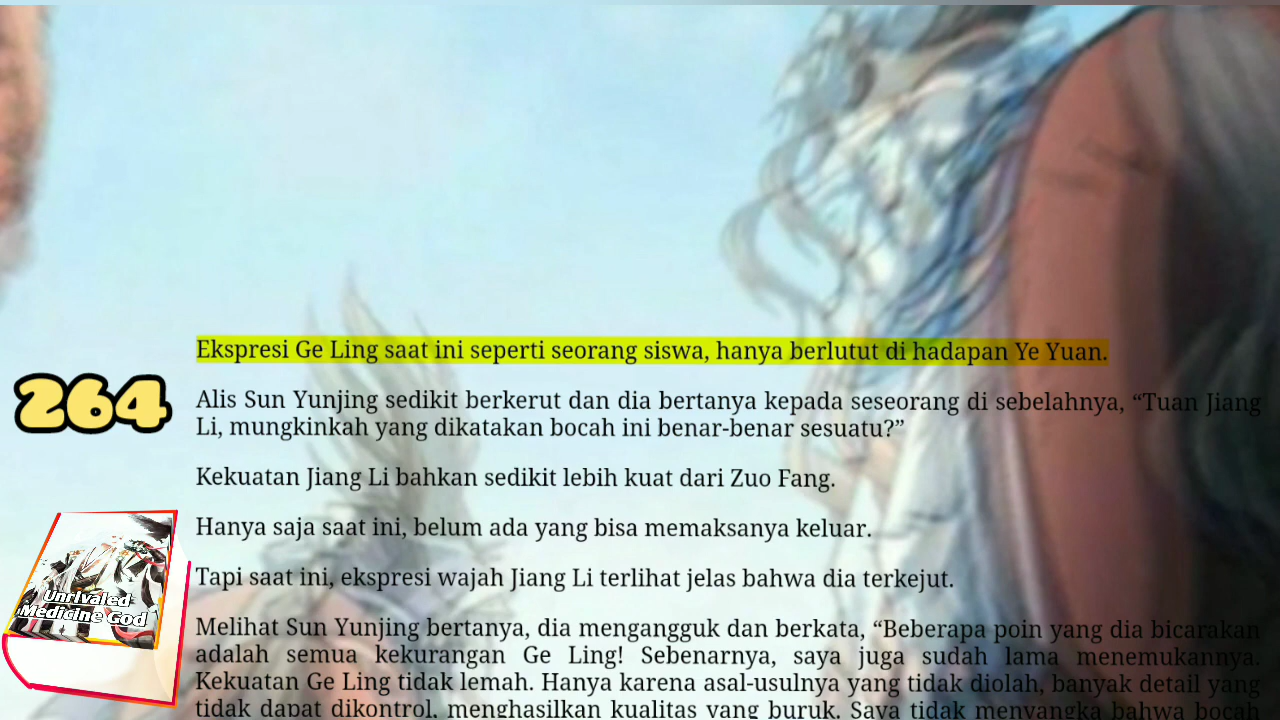 Ekspresi Ge Ling saat ini seperti seorang siswa, hanya berlutut di hadapan Ye Yuan.
264
Alis Sun Yunjing sedikit berkerut dan dia bertanya kepada seseorang di sebelahnya, “Tuan Jiang
Li, mungkinkah yang dikatakan bocah ini benar-benar sesuatu?”
Kekuatan Jiang Li bahkan sedikit lebih kuat dari Zuo Fang.
Hanya saja saat ini, belum ada yang bisa memaksanya keluar.
Tapi saat ini, ekspresi wajah Jiang Li terlihat jelas bahwa dia terkejut.
Unrivaled
Medicine God
Melihat Sun Yunjing bertanya, dia mengangguk dan berkata, “Beberapa poin yang dia bicarakan
adalah semua kekurangan Ge Ling! Sebenarnya, saya juga sudah lama menemukannya.
Kekuatan Ge Ling tidak lemah. Hanya karena asal-usulnya yang tidak diolah, banyak detail yang
tidak dapat dikontrol, menghasilkan kualitas yang buruk. Saya tidak menyangka bahwa bocah